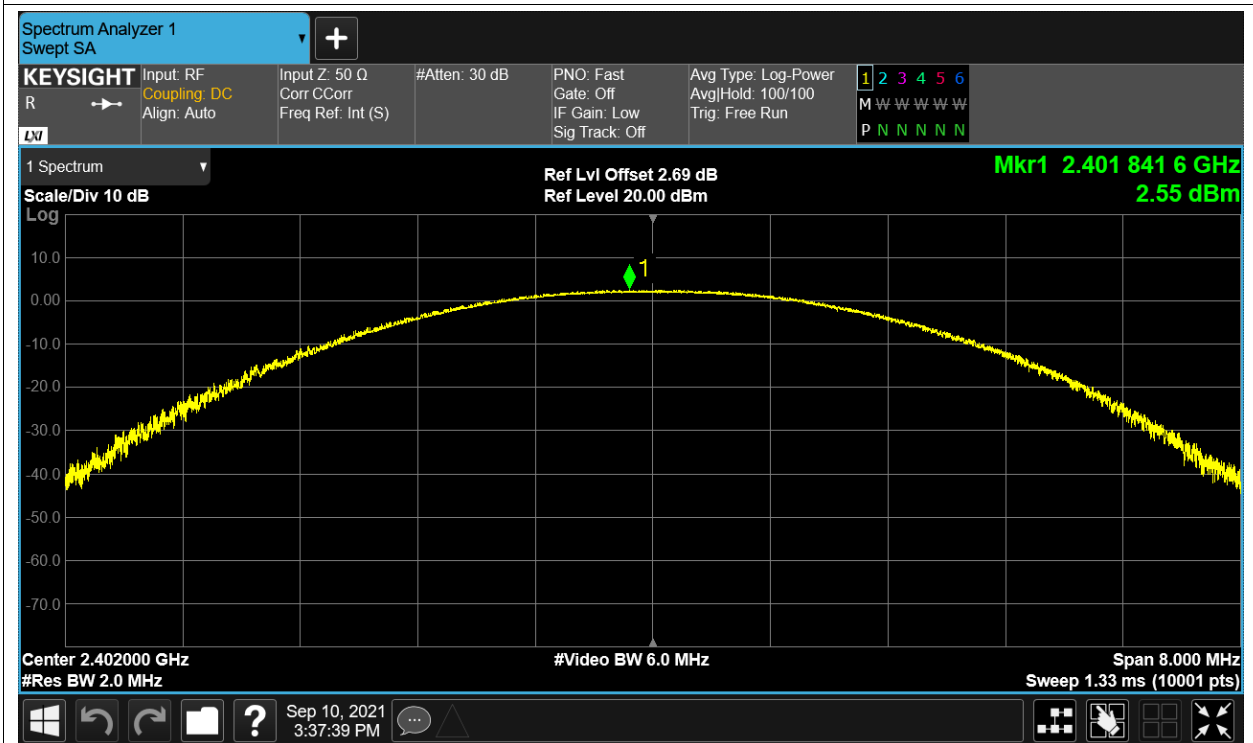 Spectrum Analyzer 1
Swept SA
▼
+
KEYSIGHT
R
LXI
Input: RF
Coupling: DC
Align: Auto
Input Z: 50 Ω
Corr CCorr
Freq Ref: Int (S)
#Atten: 30 dB
PNO: Fast
Gate: Off
IF Gain: Low
Sig Track: Off
Avg Type: Log-Power
Avg|Hold: 100/100
Trig: Free Run
1 2 3 4 5 6
M W W W W W
P N N N N N
1 Spectrum ▼
Scale/Div 10 dB
Ref Lvl Offset 2.69 dB
Ref Level 20.00 dBm
Mkr1 2.401 841 6 GHz
2.55 dBm
Log
10.0
0.00
-10.0
-20.0
-30.0
-40.0
-50.0
-60.0
-70.0
1
Center 2.402000 GHz
#Res BW 2.0 MHz
#Video BW 6.0 MHz
Span 8.000 MHz
Sweep 1.33 ms (10001 pts)
?
Sep 10, 2021
3:37:39 PM